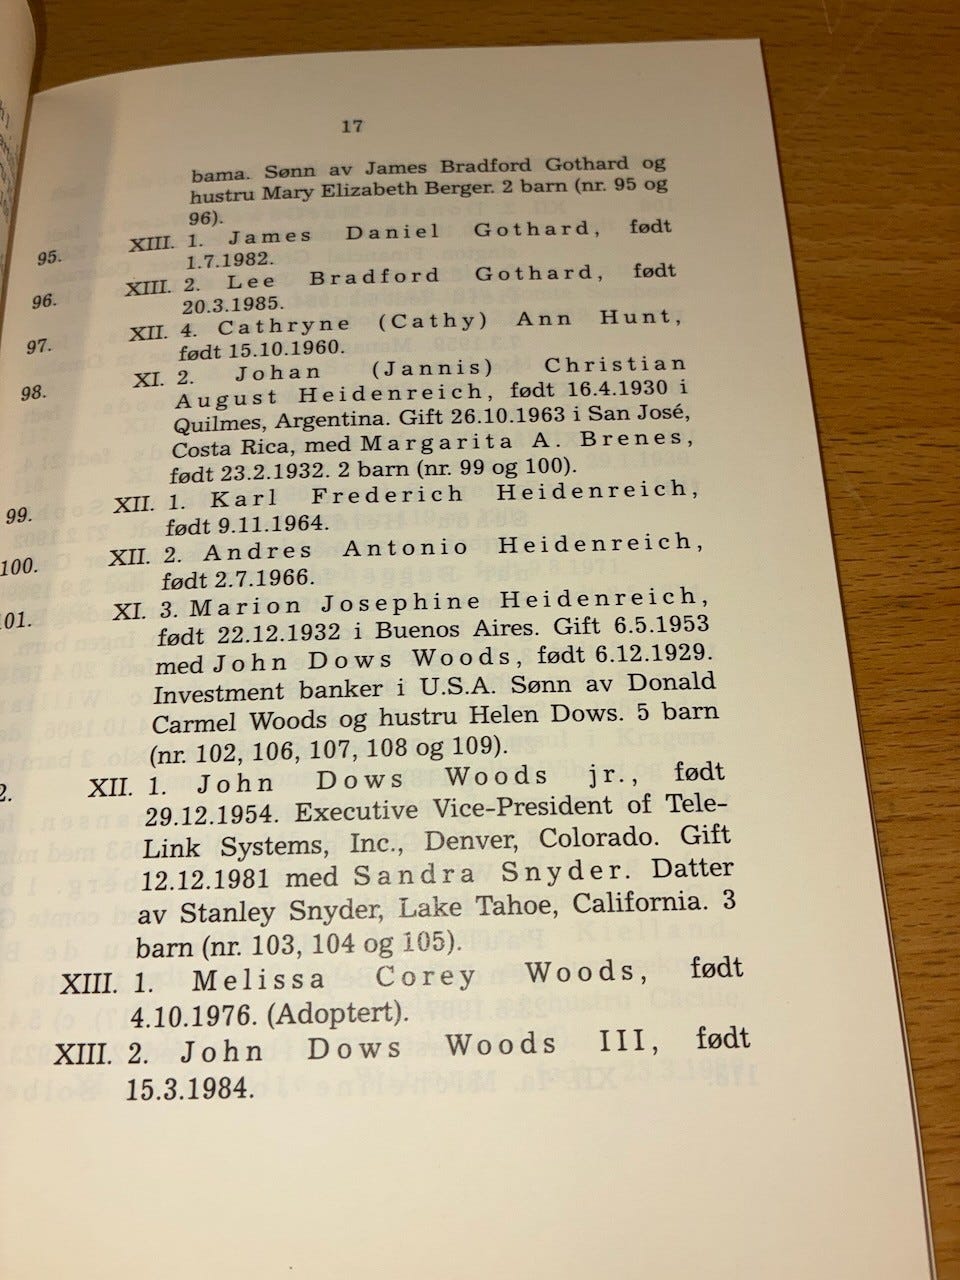 17
bama. Sønn av James Bradford Gothard og
hustru Mary Elizabeth Berger. 2 barn (nr. 95 og
96).
95. XIII. 1. James Daniel Gothard, født
1.7.1982.
96. XIII. 2. Lee Bradford Gothard, født
20.3.1985.
97. XII. 4. Cathryne (Cathy) Ann Hunt,
født 15.10.1960.
98. XI. 2. Johan (Jannis) Christian
August Heidenreich, født 16.4.1930 i
Quilmes, Argentina. Gift 26.10.1963 i San José,
Costa Rica, med Margarita A. Brenes,
født 23.2.1932. 2 barn (nr. 99 og 100).
99. XII. 1. Karl Frederich Heidenreich,
født 9.11.1964.
100. XII. 2. Andres Antonio Heidenreich,
født 2.7.1966.
01. XI. 3. Marion Josephine Heidenreich,
født 22.12.1932 i Buenos Aires. Gift 6.5.1953
med John Dows Woods, født 6.12.1929.
Investment banker i U.S.A. Sønn av Donald
Carmel Woods og hustru Helen Dows. 5 barn
(nr. 102, 106, 107, 108 og 109).
2. XII. 1. John Dows Woods jr., født
29.12.1954. Executive Vice-President of Tele-
Link Systems, Inc., Denver, Colorado. Gift
12.12.1981 med Sandra Snyder. Datter
av Stanley Snyder, Lake Tahoe, California. 3
barn (nr. 103, 104 og 105).
XIII. 1. Melissa Corey Woods, født
4.10.1976. (Adoptert).
XIII. 2. John Dows Woods III, født
15.3.1984.